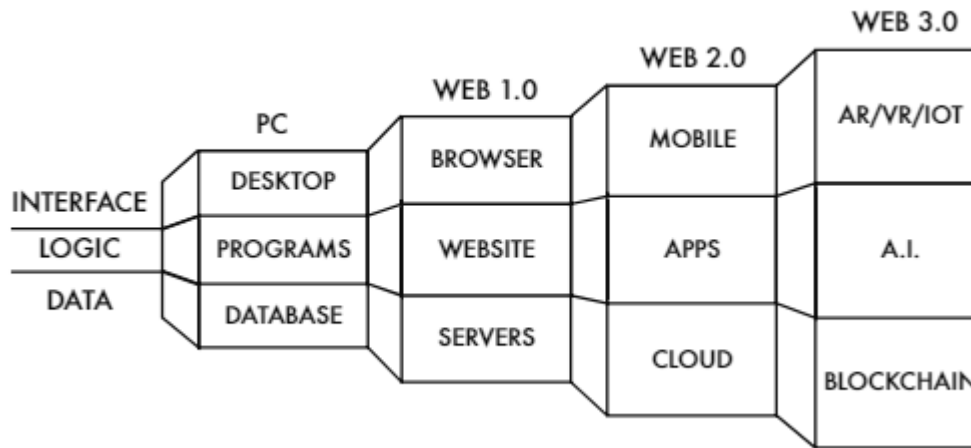 WEB 3.0
WEB 2.0
WEB 1.0
PC
INTERFACE
LOGIC
DATA
DESKTOP
PROGRAMS
DATABASE
BROWSER
WEBSITE
SERVERS
MOBILE
APPS
CLOUD
AR/VR/IOT
A.I.
BLOCKCHAIN